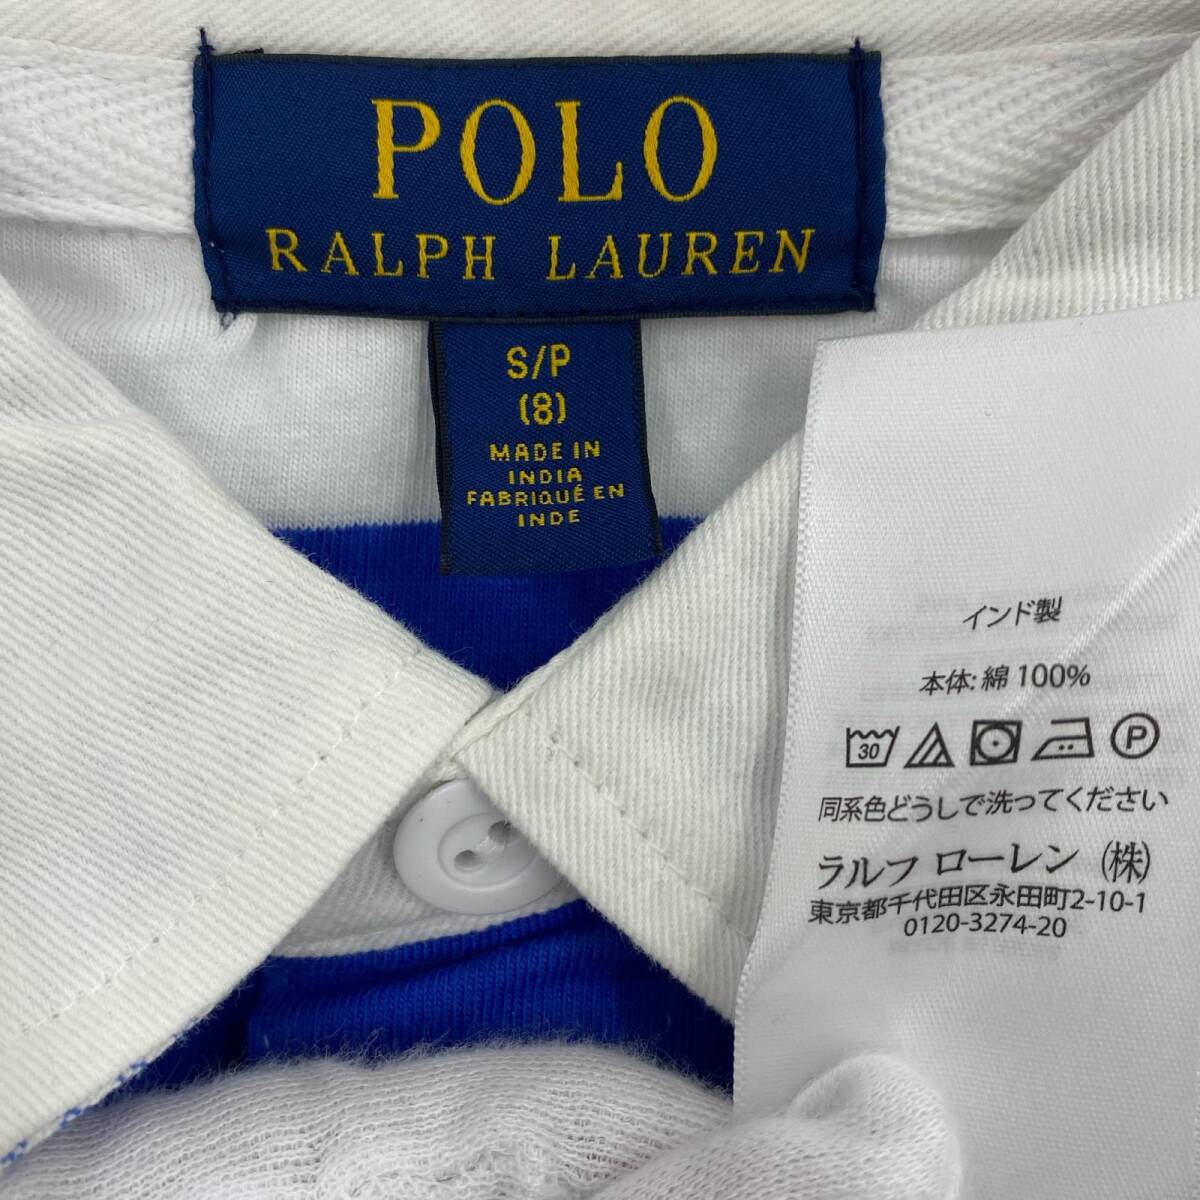 POLO
RALPH LAUREN
S/P
(8)
MADE IN
INDIA
FABRIQUÉ EN
INDE
インド製
本体: 綿 100%
30 P
同系色どうしで洗ってください
ラルフ ローレン (株)
東京都千代田区永田町2-10-1
0120-3274-20